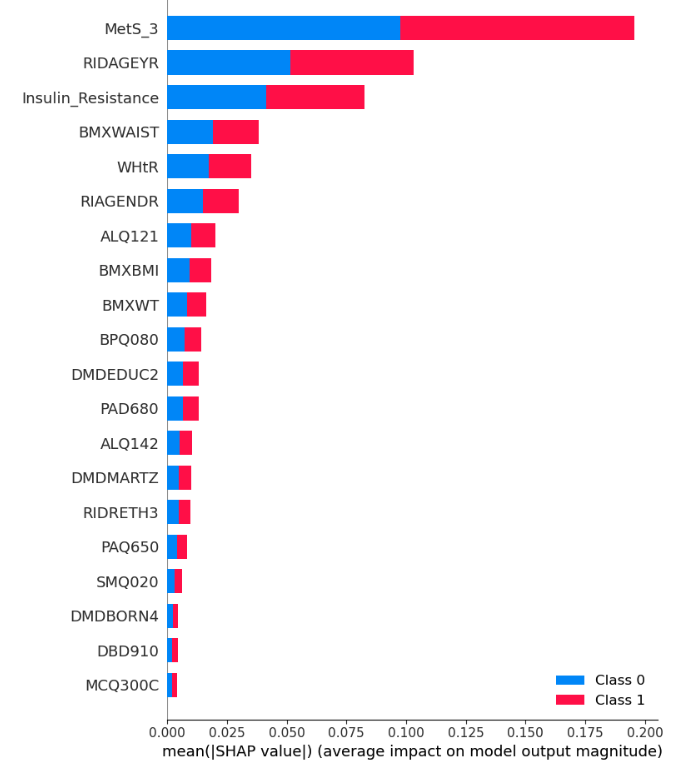 MetS_3
RIDAGEYR
Insulin_Resistance
BMXWAIST
WHtR
RIAGENDR
ALQ121
BMXBMI
BMXWT
BPQ080
DMDEDUC2
PAD680
ALQ142
DMDMARTZ
RIDRETH3
PAQ650
SMQ020
DMDBORN4
DBD910
MCQ300C
Class 0
Class 1
0.000 0.025 0.050 0.075 0.100 0.125 0.150 0.175 0.200
mean(|SHAP value|) (average impact on model output magnitude)